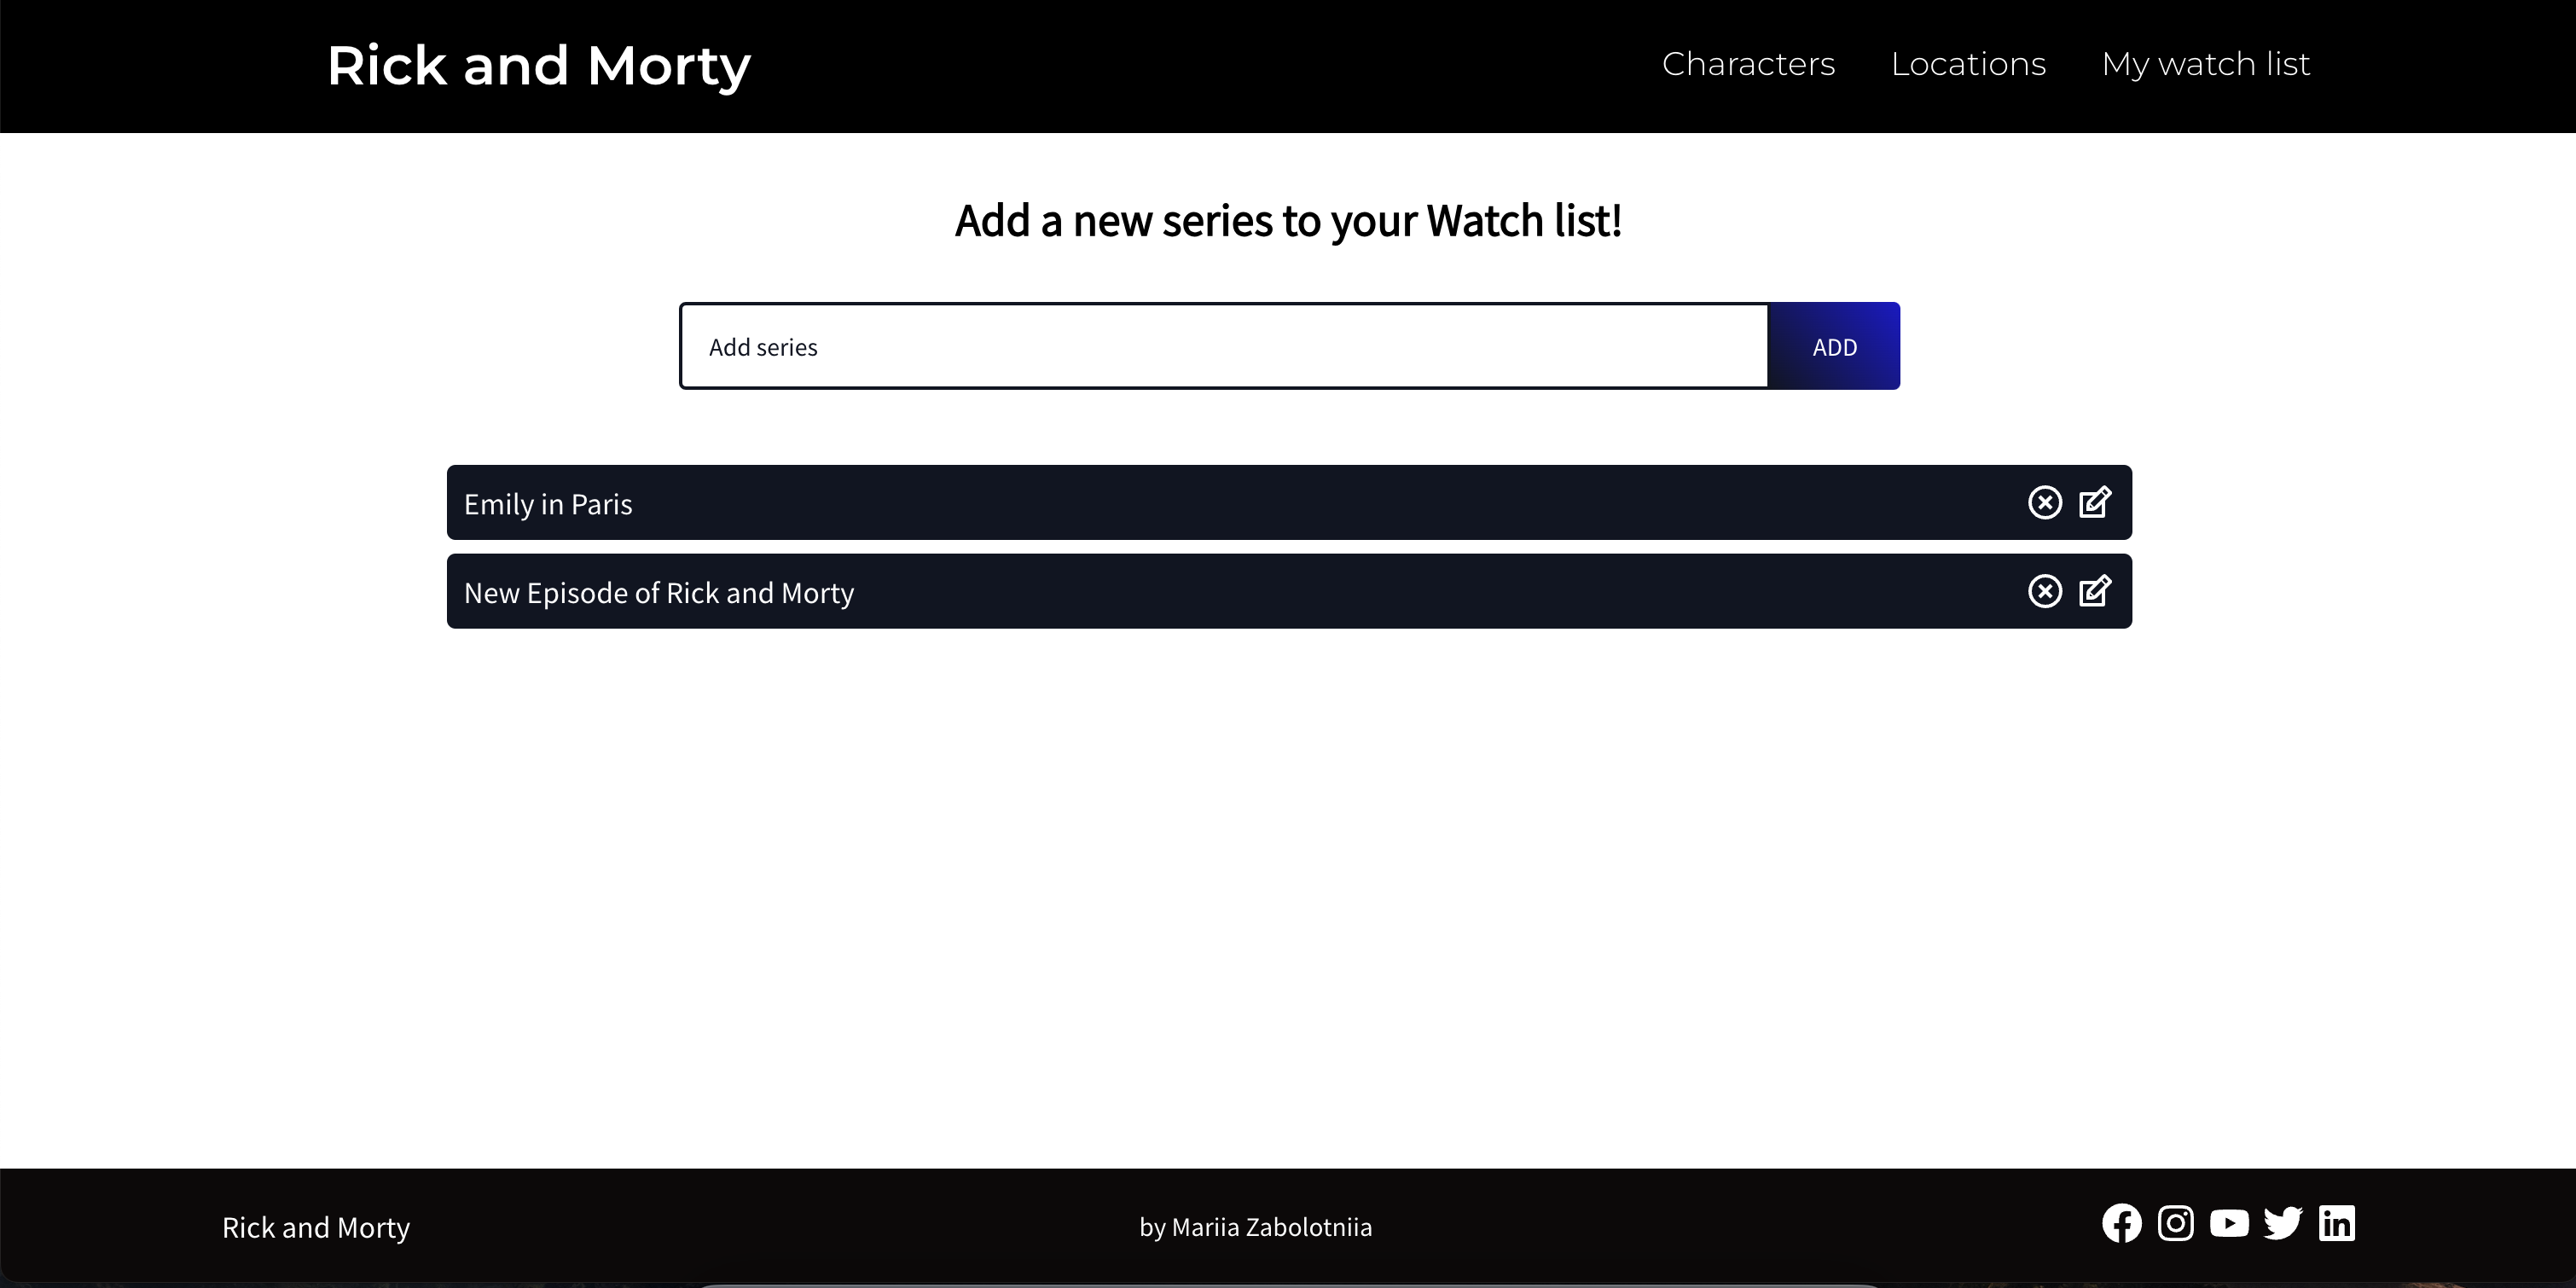 Rick and Morty
Characters
Locations
My watch list
Add a new series to your Watch list!
Add series
ADD
Emily in Paris
New Episode of Rick and Morty
Rick and Morty
by Mariia Zabolotniia